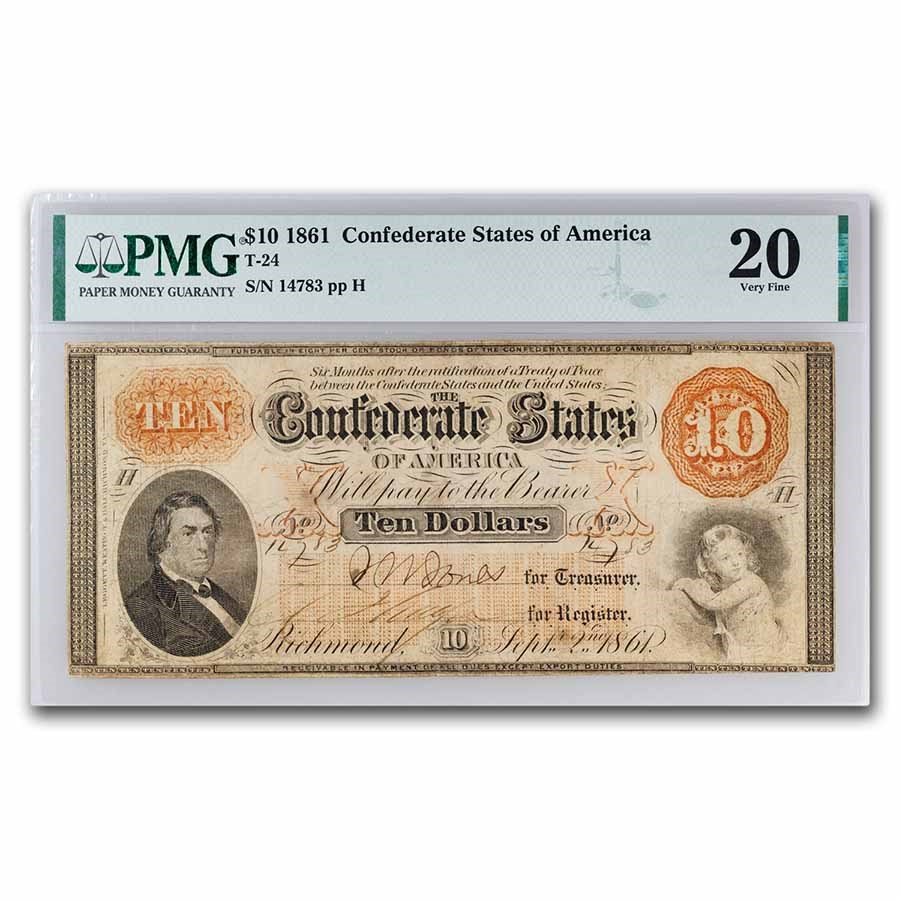 PMG®
PAPER MONEY GUARANTY
$10 1861 Confederate States of America
T-24
S/N 14783 pp H
20
Very Fine
FUNDABLE IN EIGHT PER CENT STOCK OR BONDS OF THE CONFEDERATE STATES OF AMERICA
Six Months after the ratification of a Treaty of Peace
between the Confederate States and the United States;
TEN
THE
Confederate States
OF AMERICA
10
H
Will pay to the Bearer
H
No
Ten Dollars
No
14783
14783
for Treasurer.
for Register.
Richmond,
10
Sept. 2nd 1861.
RECEIVABLE IN PAYMENT OF ALL DUES EXCEPT EXPORT DUTIES